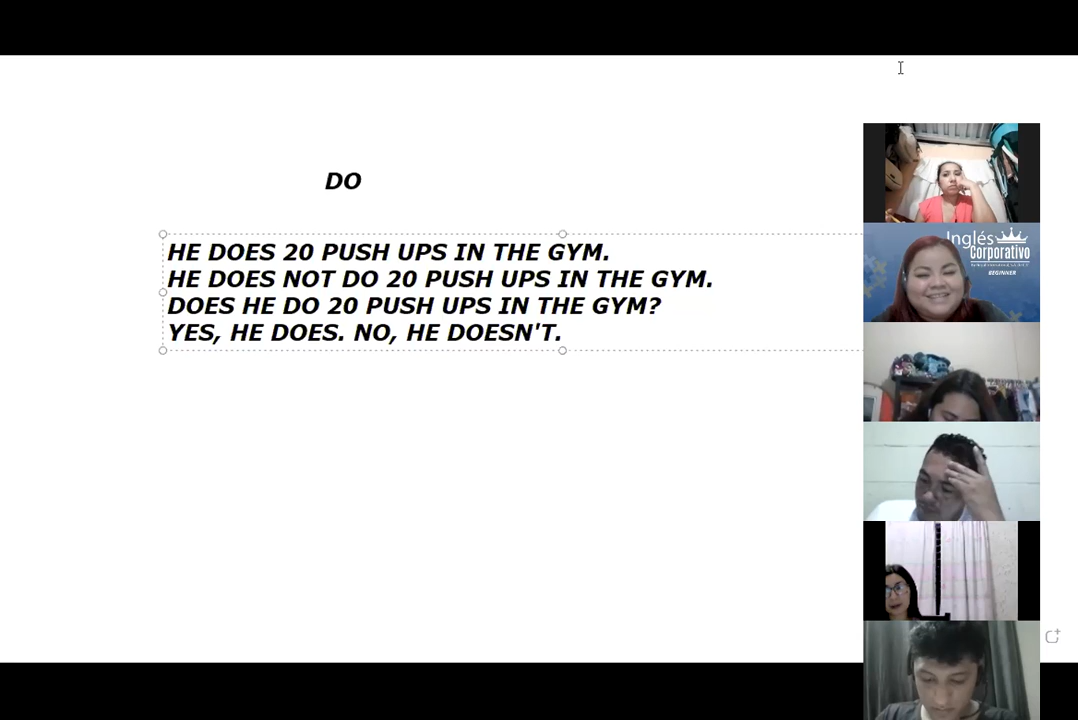 DO
HE DOES 20 PUSH UPS IN THE GYM.
HE DOES NOT DO 20 PUSH UPS IN THE GYM.
DOES HE DO 20 PUSH UPS IN THE GYM?
YES, HE DOES. NO, HE DOESN'T.
Inglés
Corporativo
BEGINNER